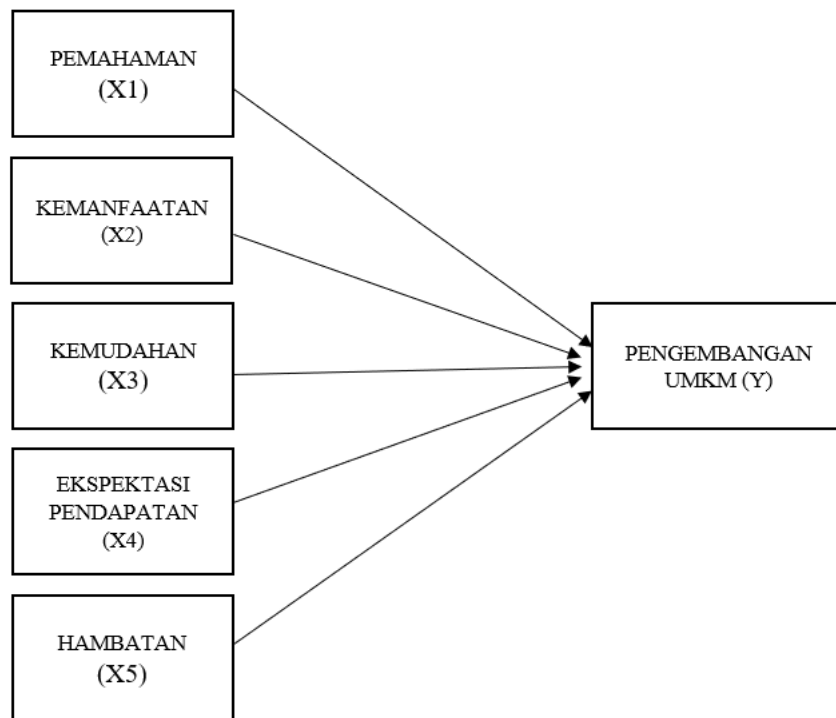 PEMAHAMAN
(X1)
KEMANFAATAN
(X2)
KEMUDAHAN
(X3)
EKSPEKTASI
PENDAPATAN
(X4)
HAMBATAN
(X5)
PENGEMBANGAN
UMKM (Y)